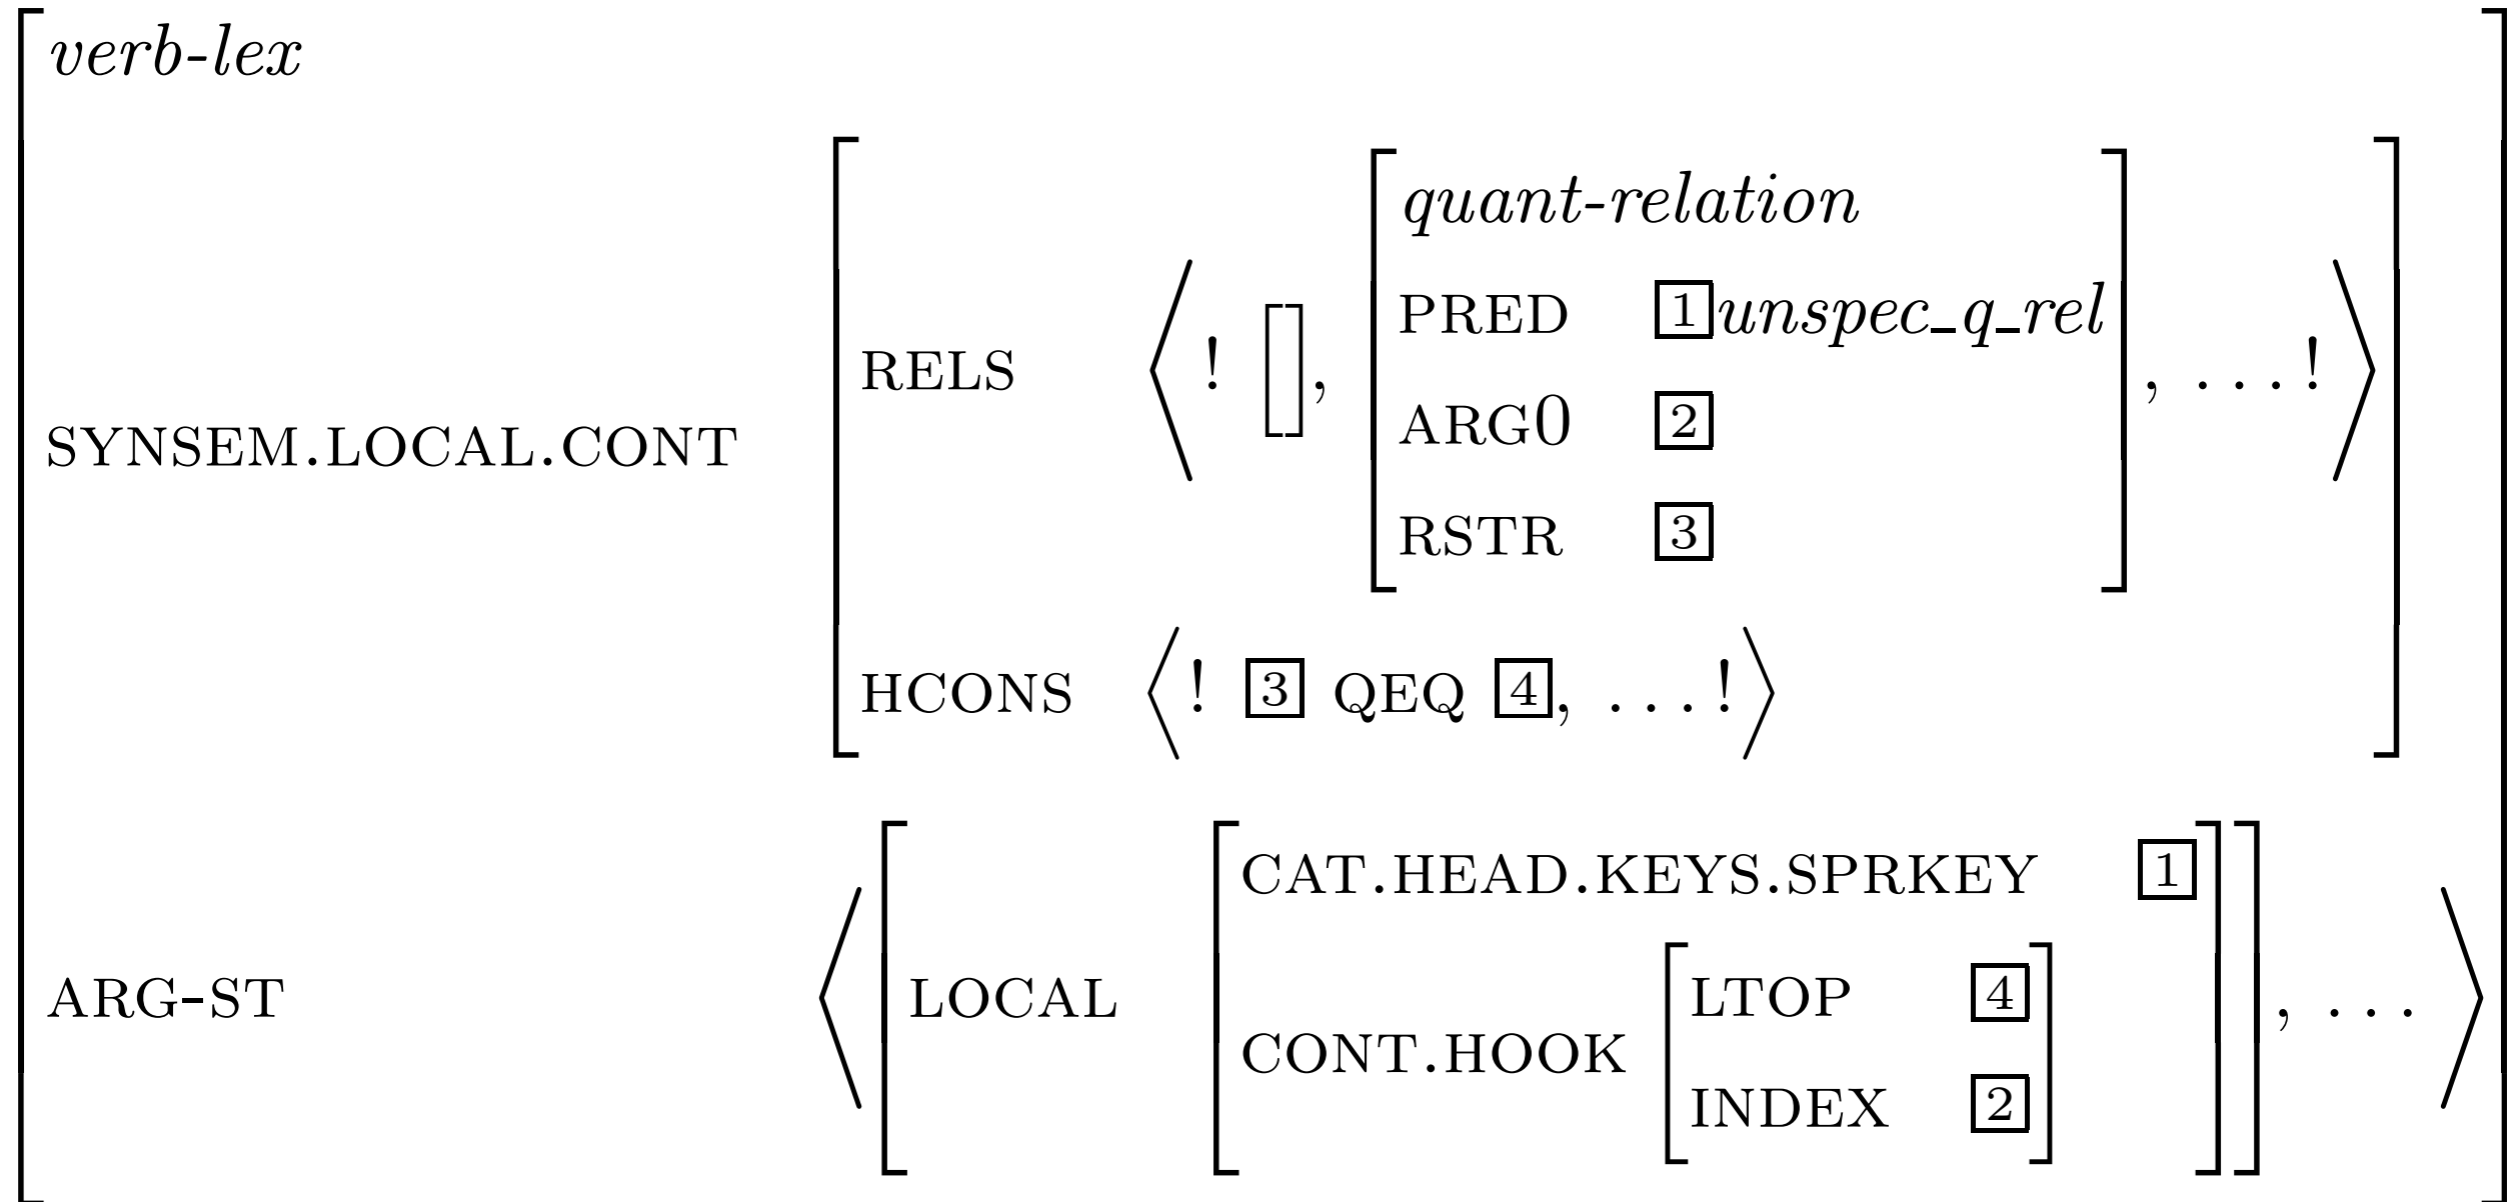 verb-lex
quant-relation
PRED 1 unspec_q_rel
RELS ⟨! [], , ...!⟩
ARG0 2
SYNSEM.LOCAL.CONT
RSTR 3
HCONS ⟨! 3 QEQ 4, ...!⟩
CAT.HEAD.KEYS.SPRKEY 1
ARG-ST ⟨ LOCAL , ... ⟩
LTOP 4
CONT.HOOK
INDEX 2